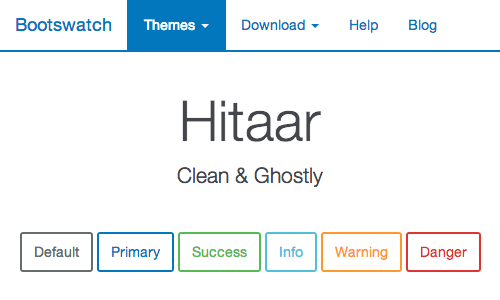 Bootswatch Themes Download Help Blog
Hitaar
Clean & Ghostly
Default Primary Success Info Warning Danger